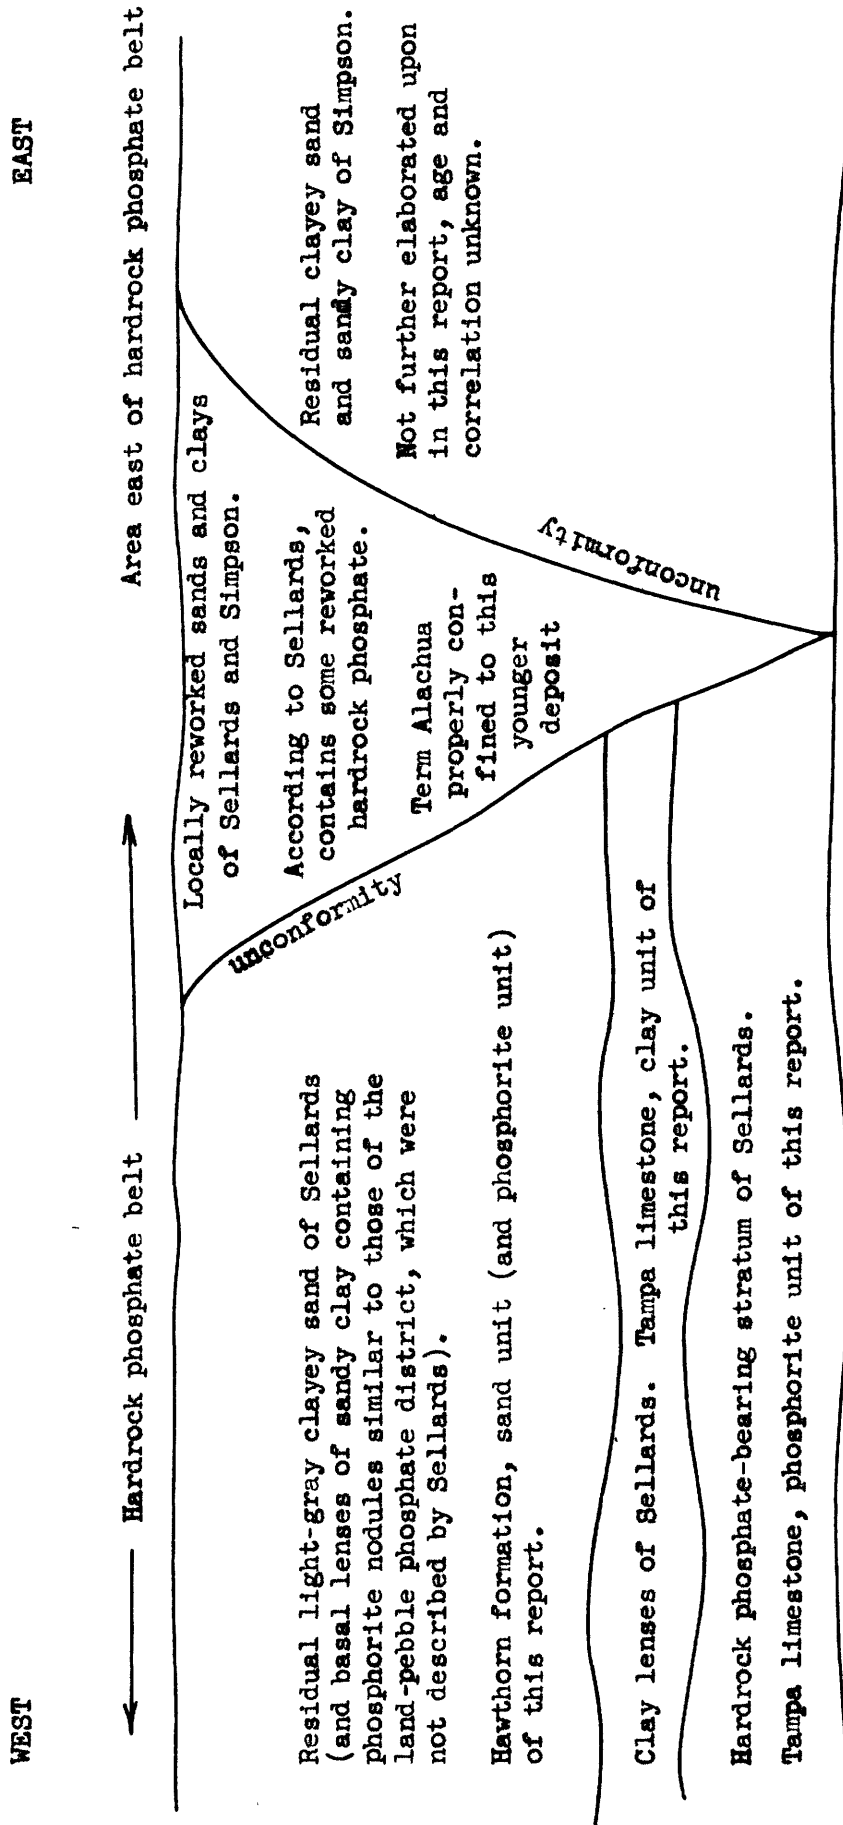 WEST
EAST
Hardrock phosphate belt
Area east of hardrock phosphate belt
Residual light-gray clayey sand of Sellards
(and basal lenses of sandy clay containing
phosphorite nodules similar to those of the
land-pebble phosphate district, which were
not described by Sellards).
Hawthorn formation, sand unit (and phosphorite unit)
of this report.
unconformity
Locally reworked sands and clays
of Sellards and Simpson.
According to Sellards,
contains some reworked
hardrock phosphate.
Term Alachua
properly con-
fined to this
younger
deposit
unconformity
Residual clayey sand
and sandy clay of Simpson.
Not further elaborated upon
in this report, age and
correlation unknown.
Clay lenses of Sellards. Tampa limestone, clay unit of
this report.
Hardrock phosphate-bearing stratum of Sellards.
Tampa limestone, phosphorite unit of this report.